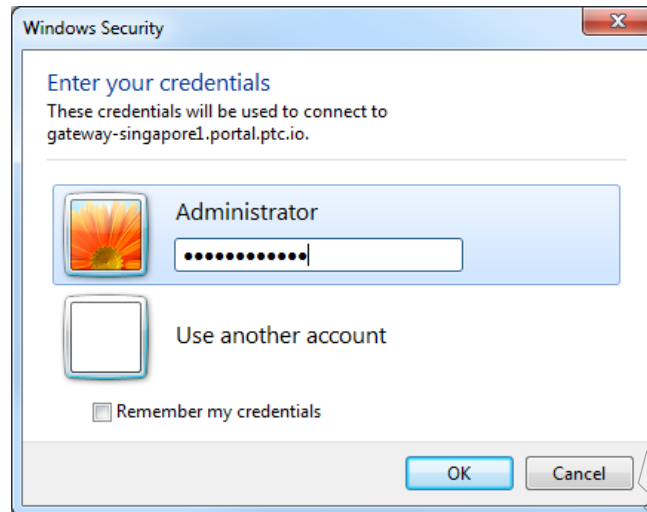 Windows Security
Enter your credentials
These credentials will be used to connect to
gateway-singapore1.portal.ptc.io.
Administrator
●●●●●●●●●●●●
Use another account
Remember my credentials
OK
Cancel